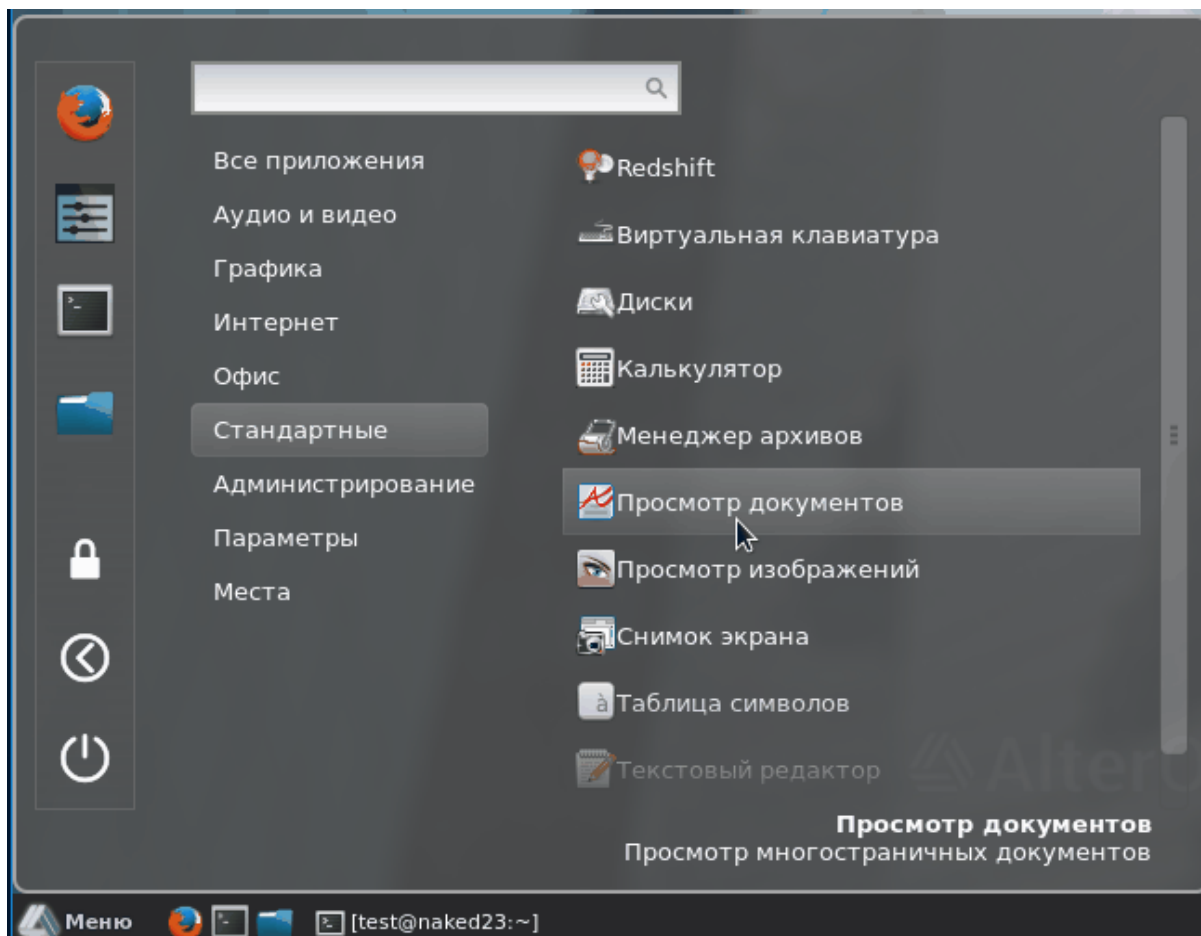 Все приложения
Аудио и видео
Графика
Интернет
Офис
Стандартные
Администрирование
Параметры
Места
Redshift
Виртуальная клавиатура
Диски
Калькулятор
Менеджер архивов
Просмотр документов
Просмотр изображений
Снимок экрана
à Таблица символов
Текстовый редактор
Просмотр документов
Просмотр многостраничных документов
Меню
[test@naked23:~]